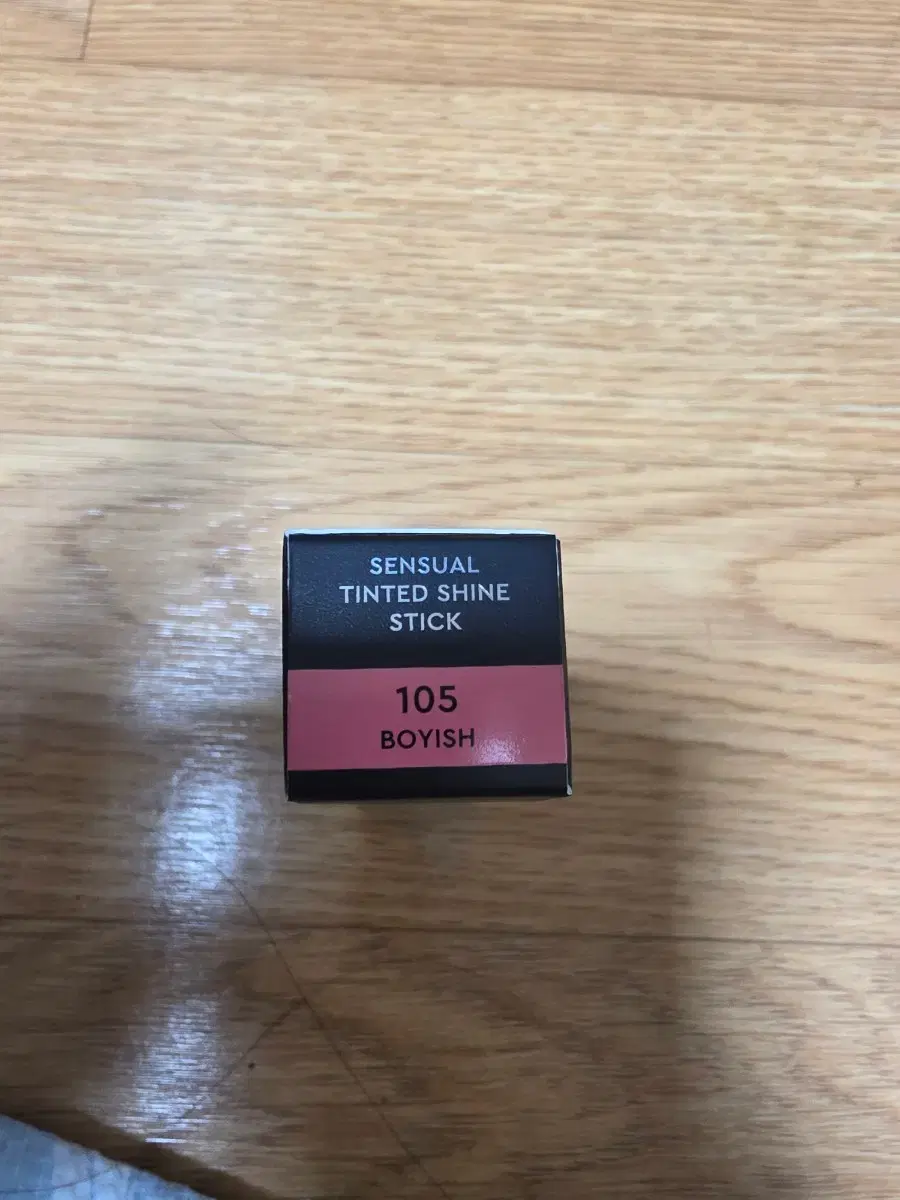 SENSUAL
TINTED SHINE
STICK
105
BOYISH